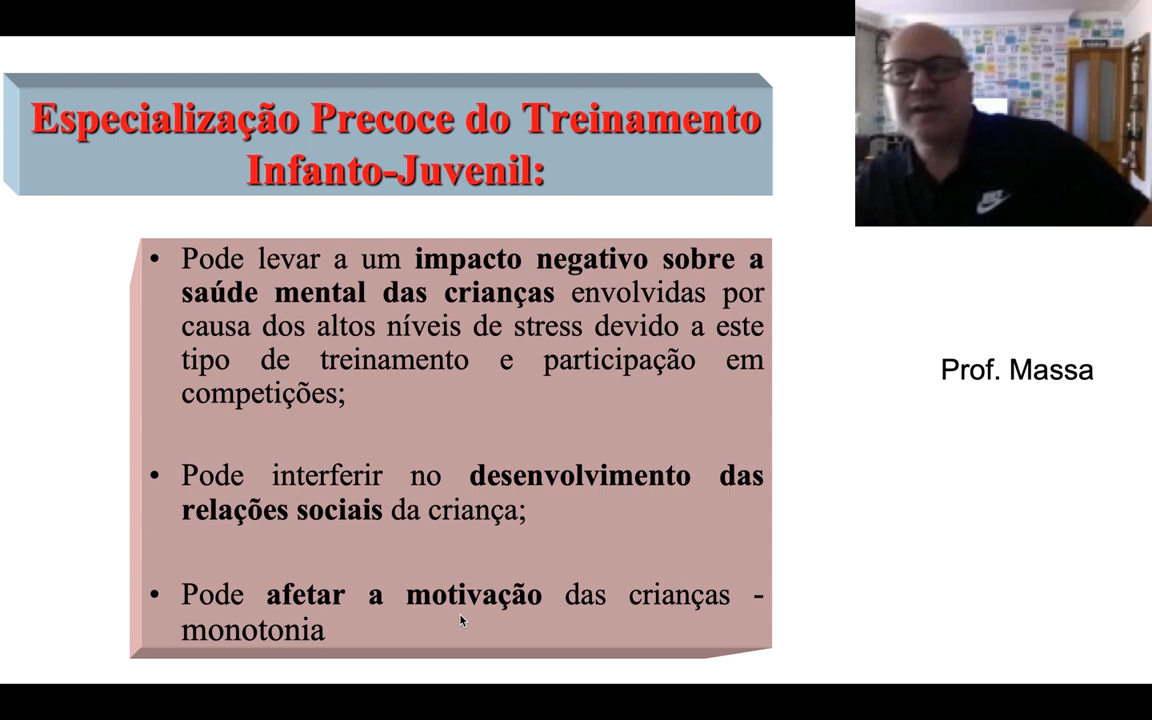 Especialização Precoce do Treinamento
Infanto-Juvenil:
• Pode levar a um impacto negativo sobre a
saúde mental das crianças envolvidas por
causa dos altos níveis de stress devido a este
tipo de treinamento e participação em
competições;
• Pode interferir no desenvolvimento das
relações sociais da criança;
• Pode afetar a motivação das crianças -
monotonia
Prof. Massa